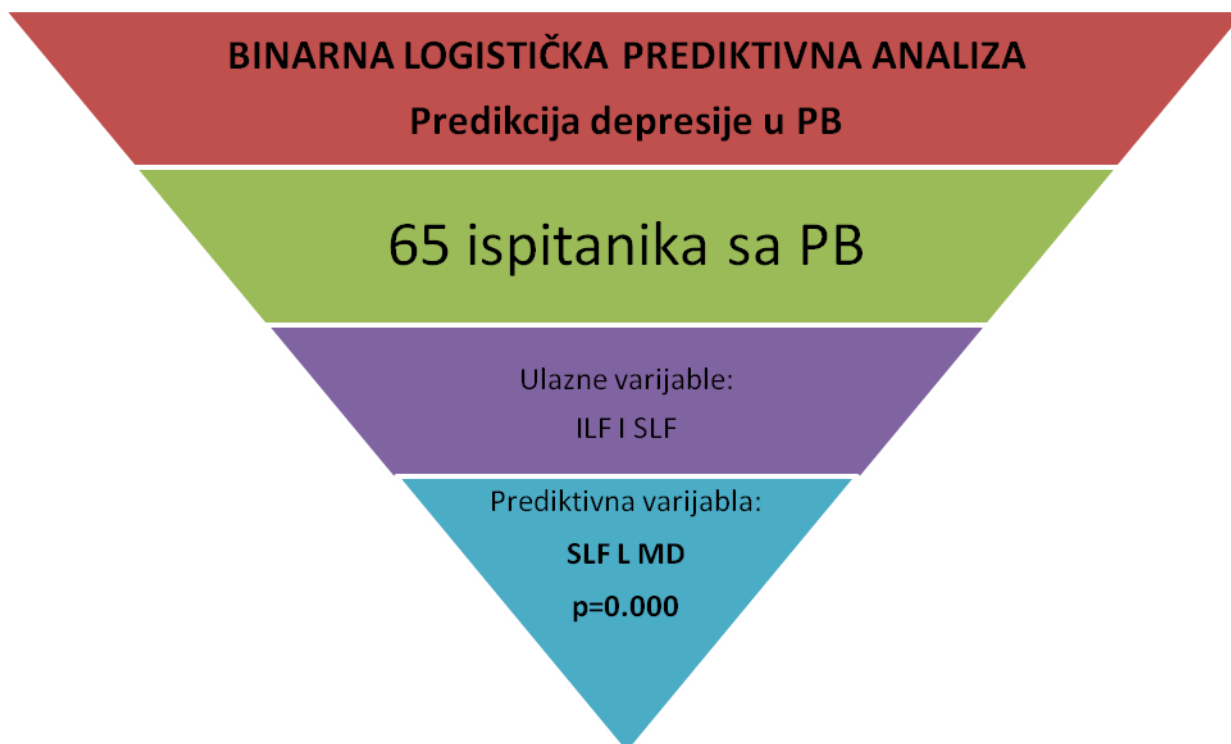 BINARNA LOGISTIČKA PREDIKTIVNA ANALIZA
Predikcija depresije u PB
65 ispitanika sa PB
Ulazne varijable:
ILF I SLF
Prediktivna varijabla:
SLF L MD
p=0.000